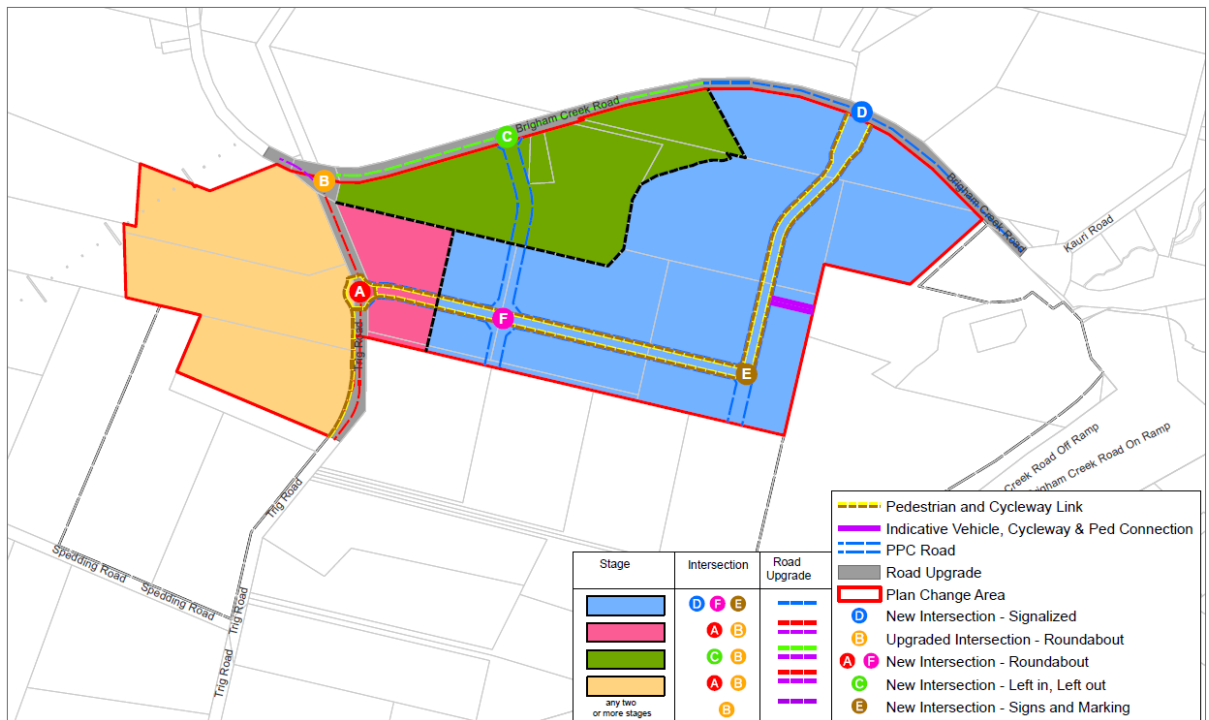 Brigham Creek Road
D
C
B
Brigham Creek Road
Kauri Road
A
F
Trig Road
E
Creek Road Off Ramp
Brigham Creek Road On Ramp
Trig Road
Spedding Road
Spedding Road
Trig Road
Trig Road
Stage
Intersection
Road
Upgrade
D F E
A B
C B
A B
any two
or more stages
B
Pedestrian and Cycleway Link
Indicative Vehicle, Cycleway & Ped Connection
PPC Road
Road Upgrade
Plan Change Area
D New Intersection - Signalized
B Upgraded Intersection - Roundabout
A F New Intersection - Roundabout
C New Intersection - Left in, Left out
E New Intersection - Signs and Marking